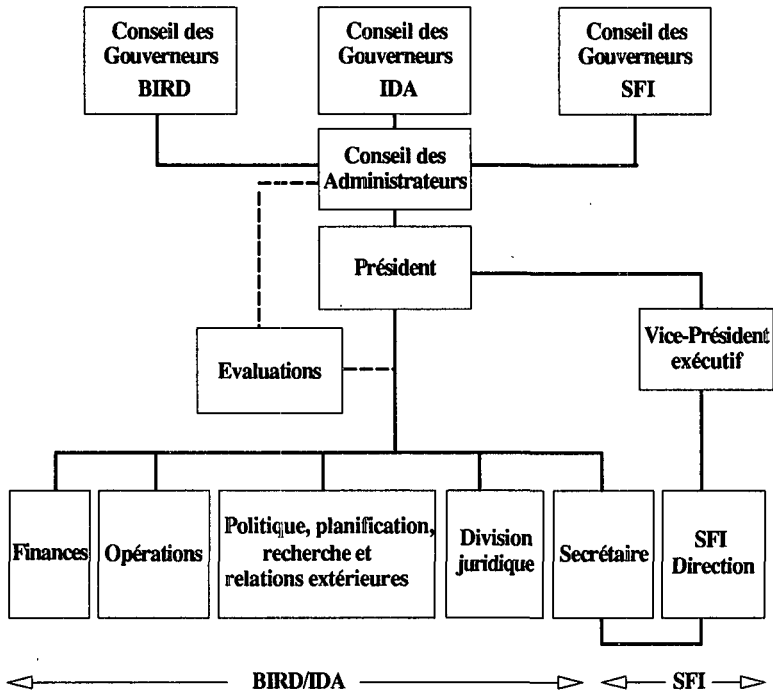 Conseil des
Gouverneurs
BIRD
Conseil des
Gouverneurs
IDA
Conseil des
Gouverneurs
SFI
Conseil des
Administrateurs
Président
Evaluations
Vice-Président
exécutif
Finances
Opérations
Politique, planification,
recherche et
relations extérieures
Division
juridique
Secrétaire
SFI
Direction
BIRD/IDA
SFI